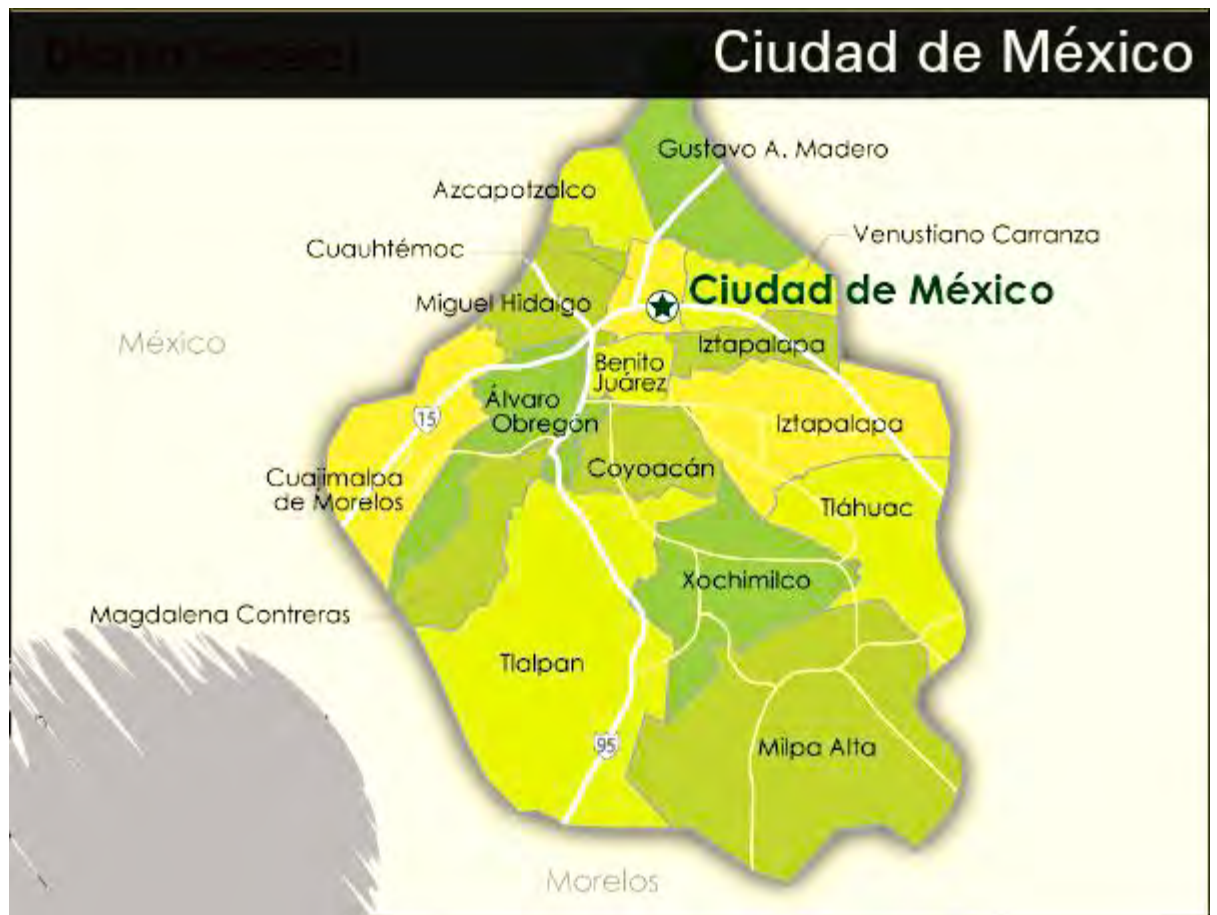 Ciudad de México
Gustavo A. Madero
Azcapotzalco
Venustiano Carranza
Cuauhtémoc
Ciudad de México
Miguel Hidalgo
México
Iztapalapa
Benito
Juárez
Álvaro
Obregón
15
Iztapalapa
Coyoacán
Cuajimalpa
de Morelos
Tláhuac
Xochimilco
Magdalena Contreras
Tlalpan
95
Milpa Alta
Morelos